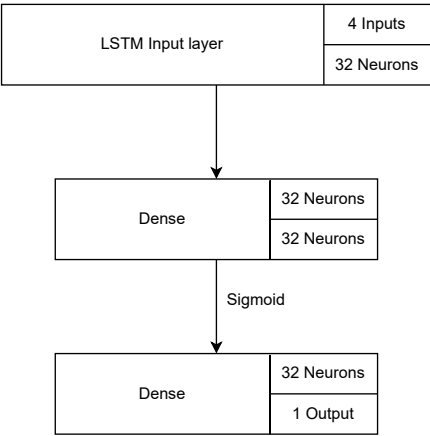 LSTM Input layer
4 Inputs
32 Neurons
Dense
32 Neurons
32 Neurons
Sigmoid
Dense
32 Neurons
1 Output